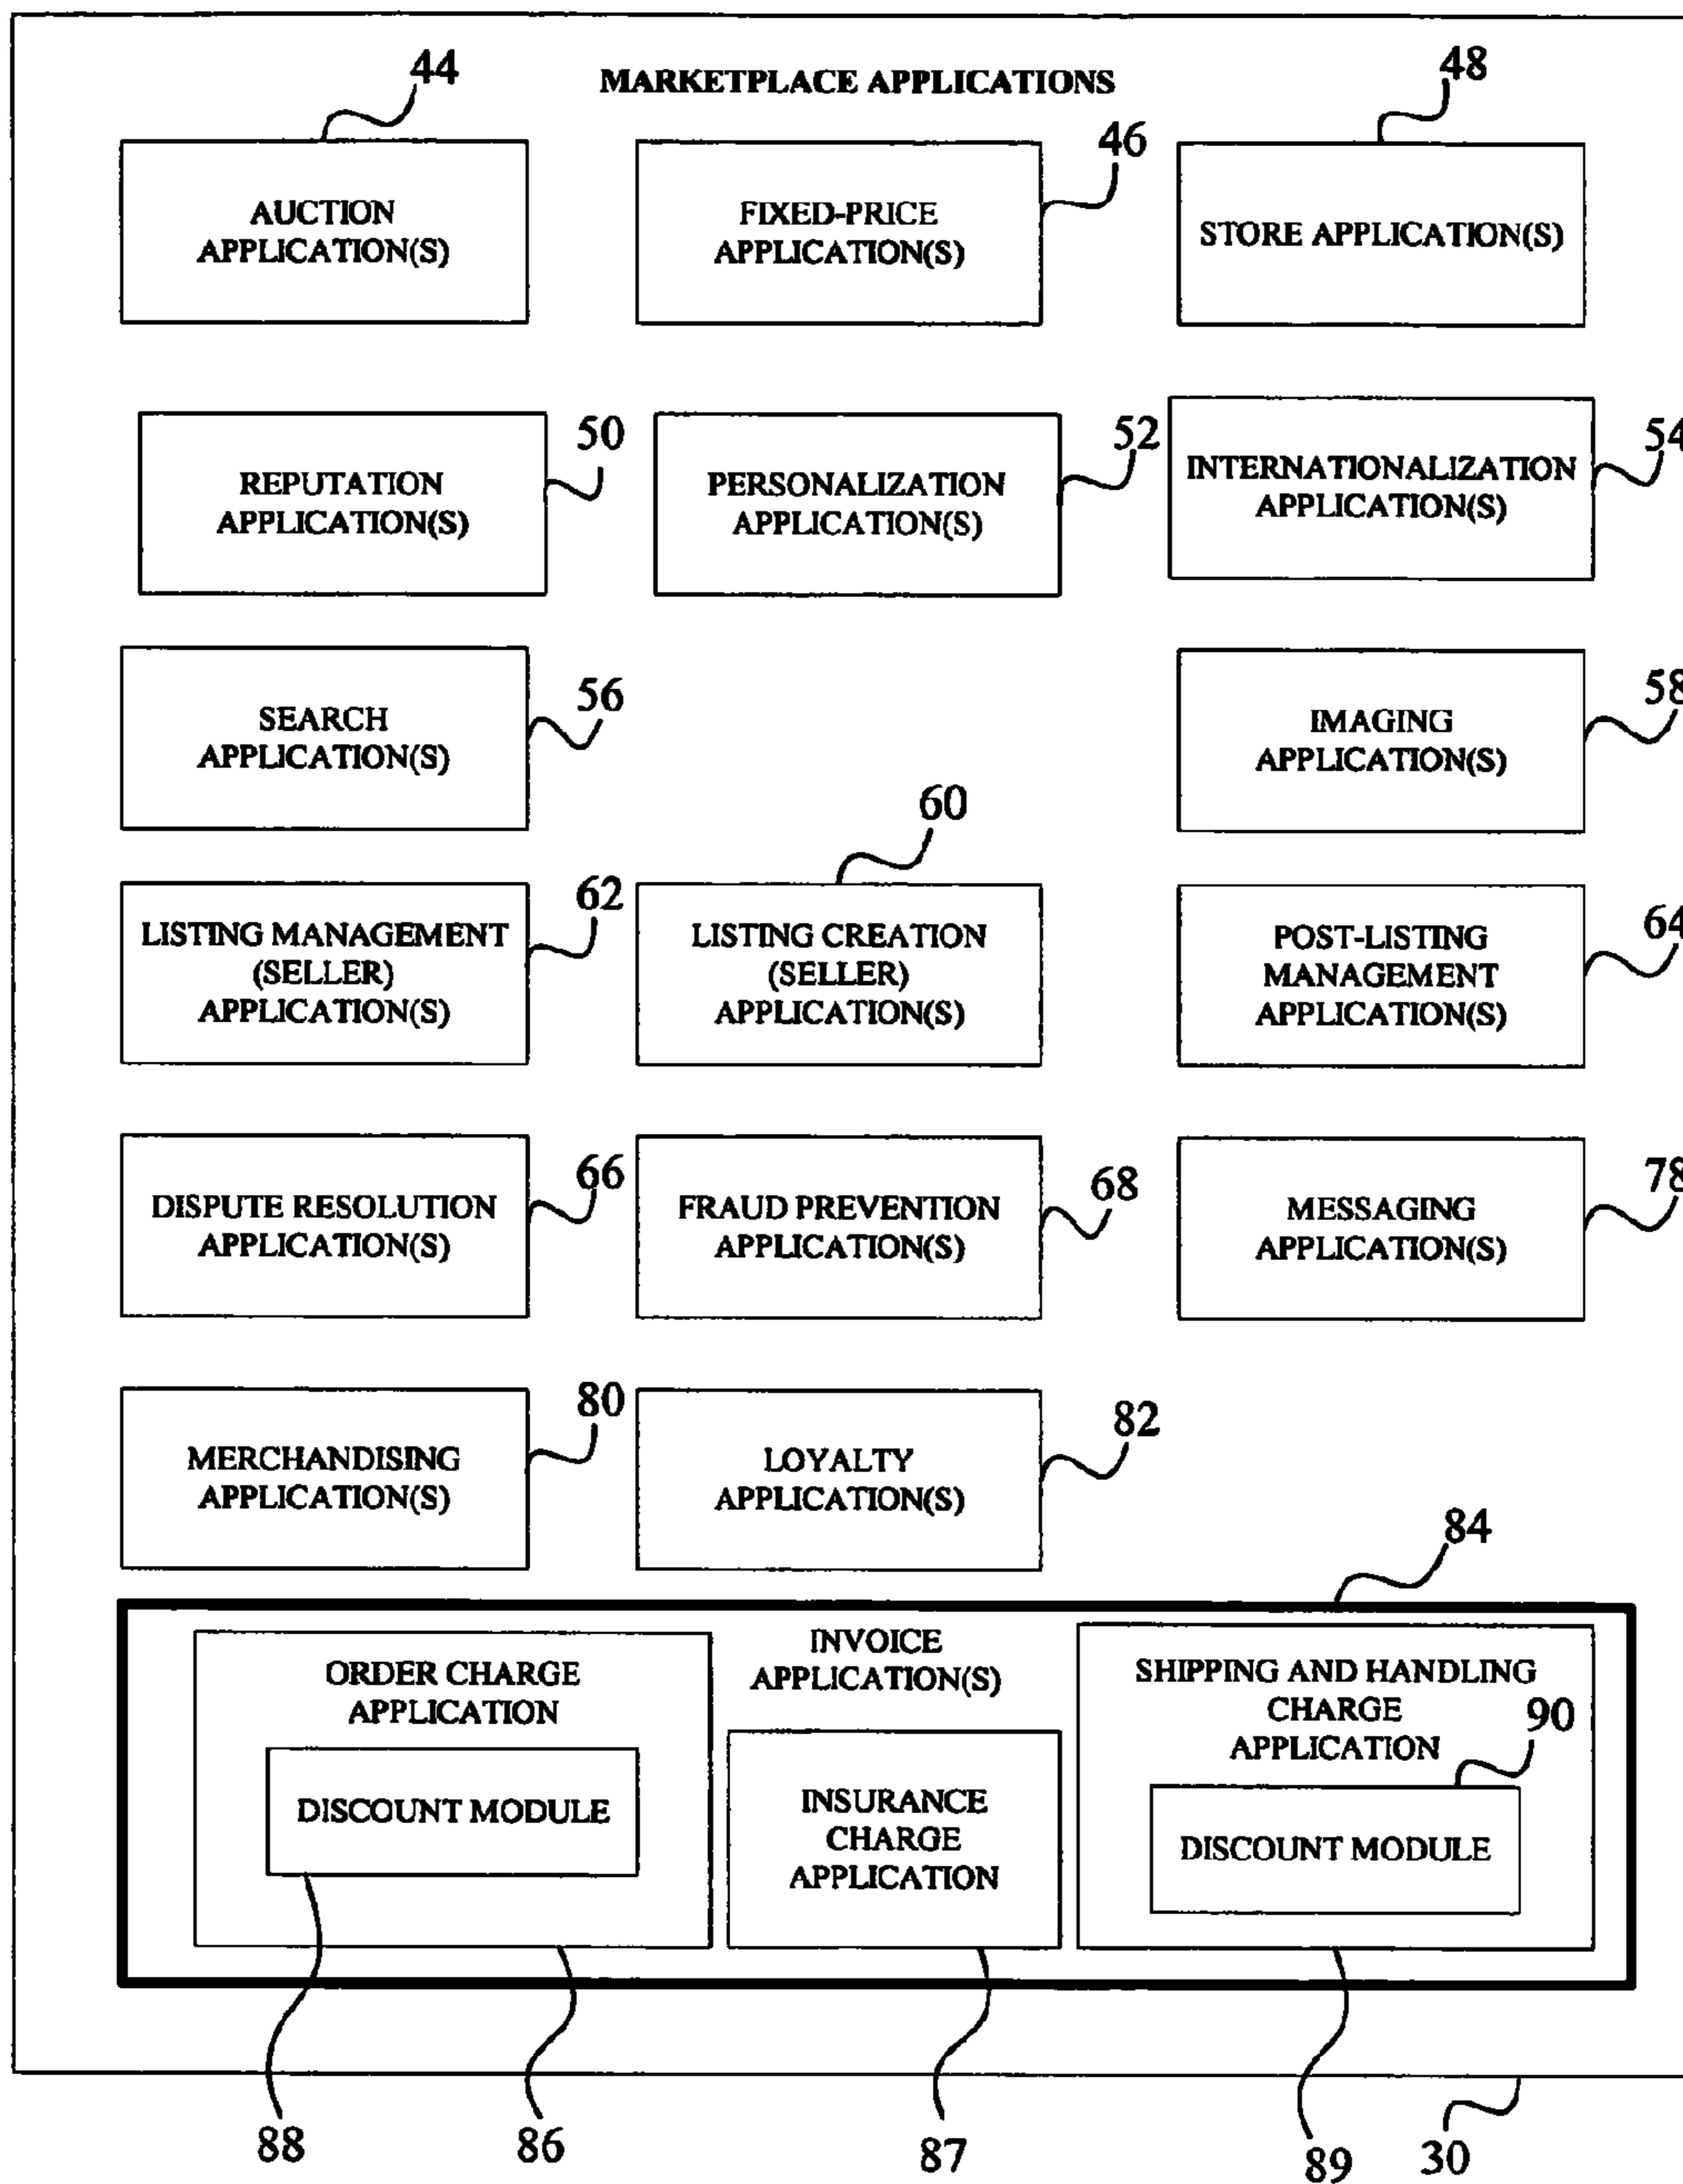 MARKETPLACE APPLICATIONS
44
46
48
AUCTION
APPLICATION(S)
FIXED-PRICE
APPLICATION(S)
STORE APPLICATION(S)
50
52
54
REPUTATION
APPLICATION(S)
PERSONALIZATION
APPLICATION(S)
INTERNATIONALIZATION
APPLICATION(S)
56
58
SEARCH
APPLICATION(S)
IMAGING
APPLICATION(S)
60
62
64
LISTING MANAGEMENT
(SELLER)
APPLICATION(S)
LISTING CREATION
(SELLER)
APPLICATION(S)
POST-LISTING
MANAGEMENT
APPLICATION(S)
66
68
78
DISPUTE RESOLUTION
APPLICATION(S)
FRAUD PREVENTION
APPLICATION(S)
MESSAGING
APPLICATION(S)
80
82
MERCHANDISING
APPLICATION(S)
LOYALTY
APPLICATION(S)
84
INVOICE
APPLICATION(S)
ORDER CHARGE
APPLICATION
DISCOUNT MODULE
INSURANCE
CHARGE
APPLICATION
SHIPPING AND HANDLING
CHARGE
APPLICATION
90
DISCOUNT MODULE
88
86
87
89
30